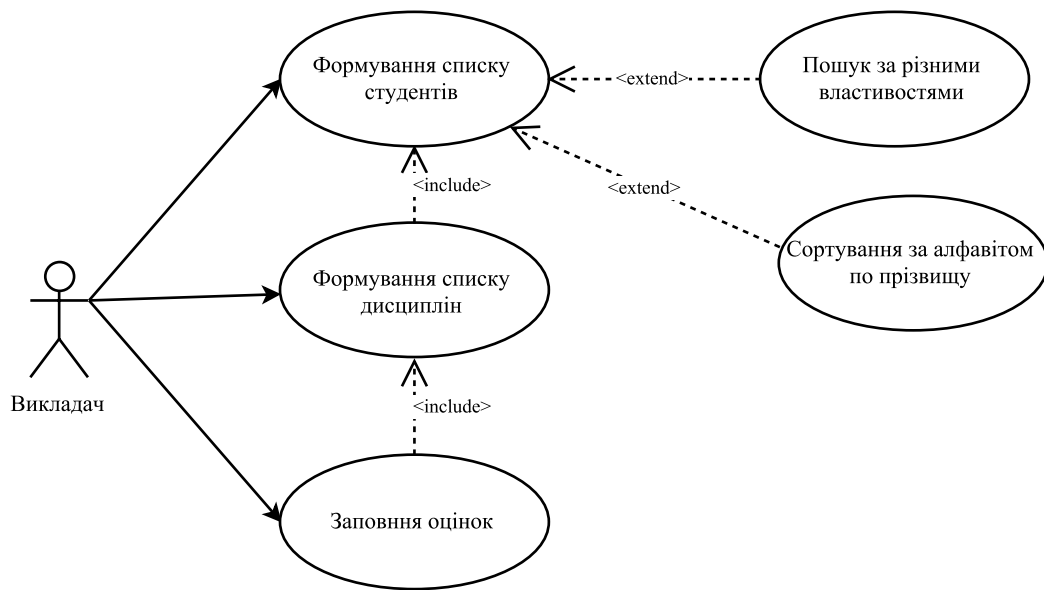 Формування списку
студентів
<extend>
Пошук за різними
властивостями
<include>
<extend>
Сортування за алфавітом
по прізвищу
Формування списку
дисциплін
Викладач
<include>
Заповння оцінок